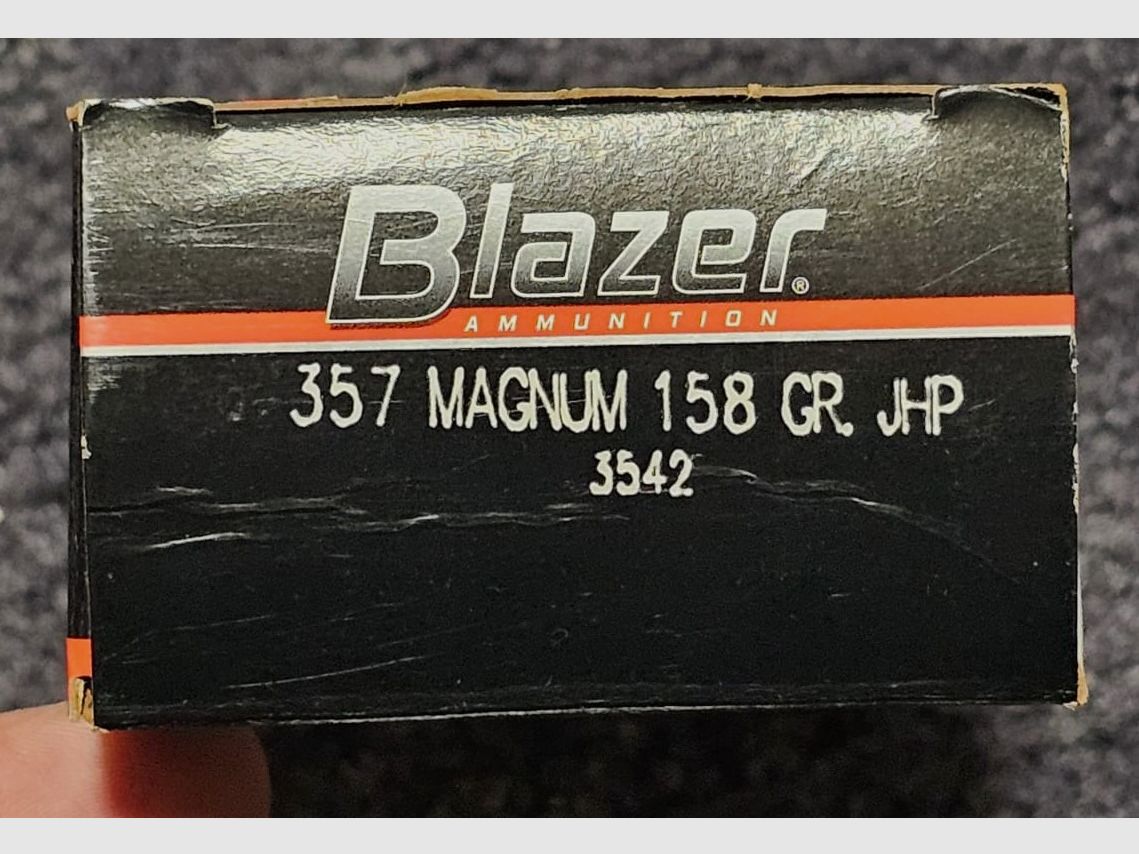 Blazer®
AMMUNITION
357 MAGNUM 158 GR. JHP
3542